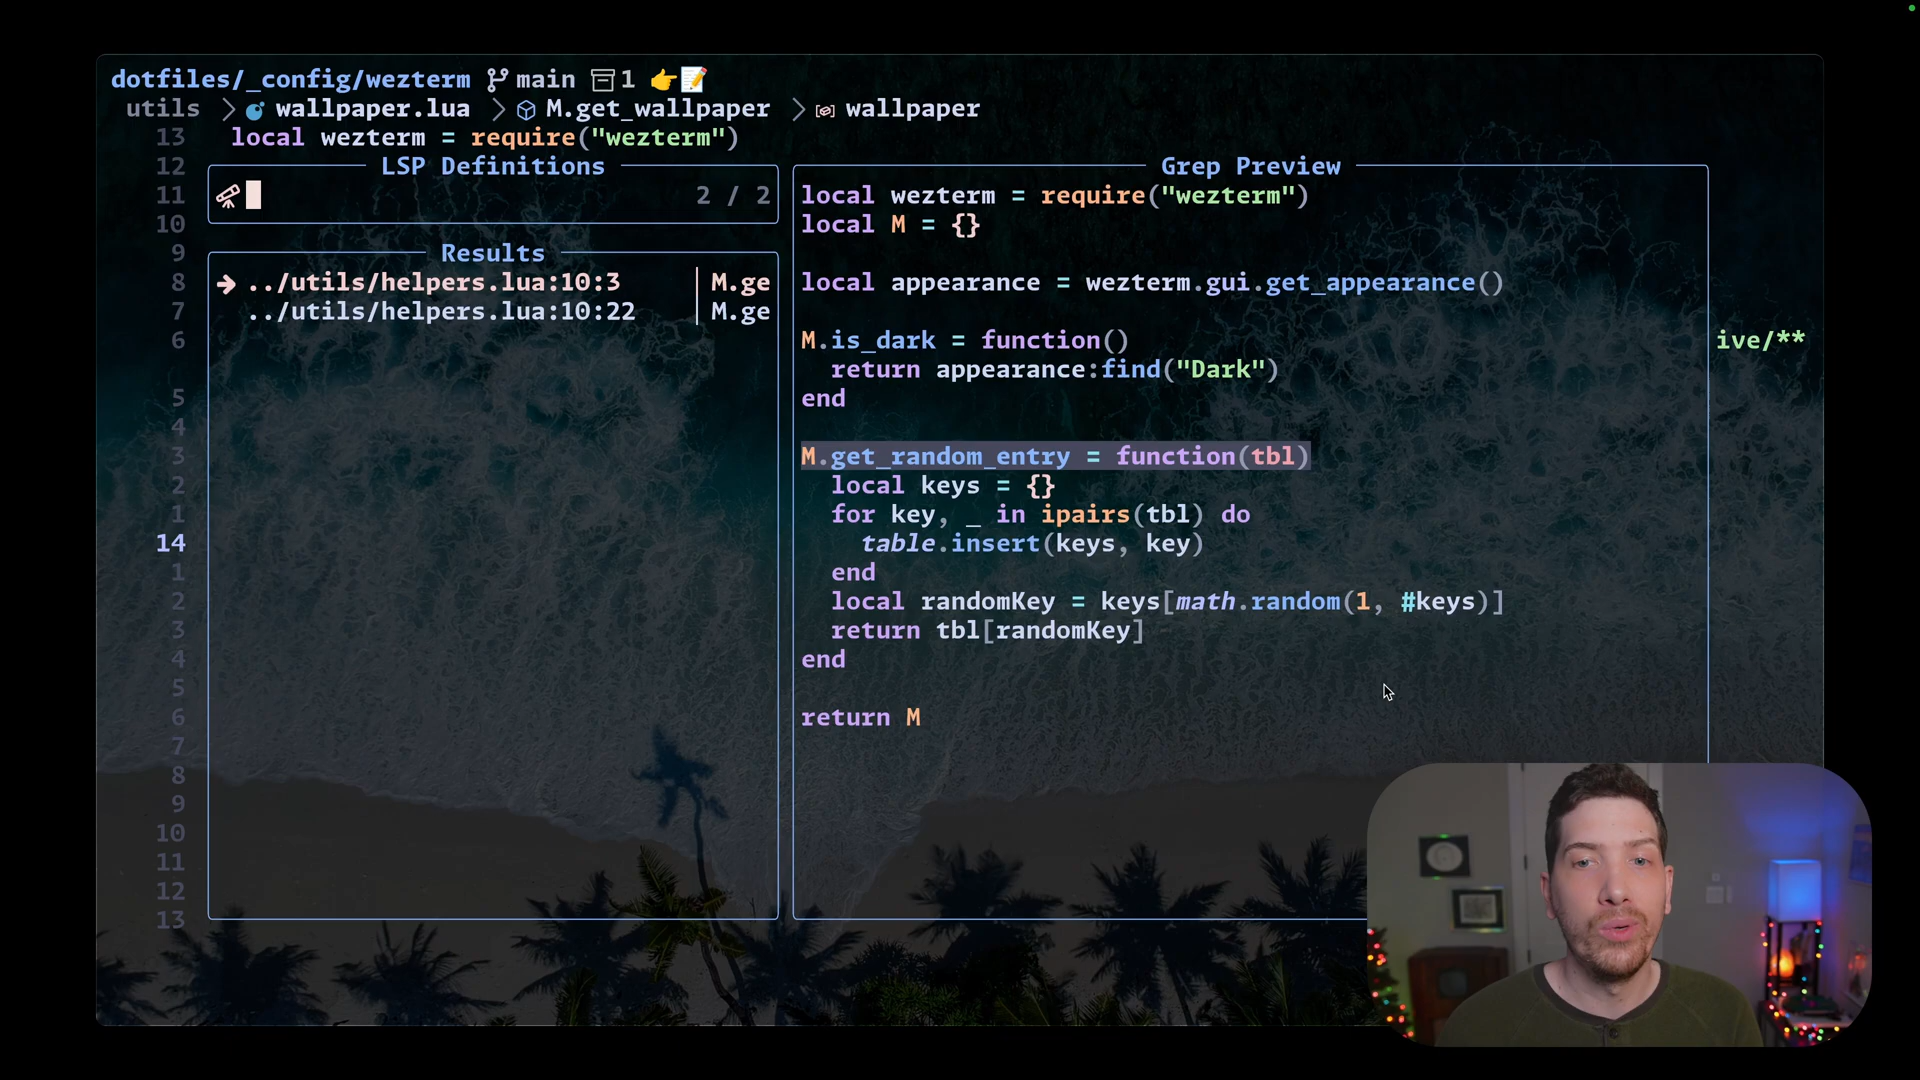 dotfiles/_config/wezterm main 1 👉📝
utils > wallpaper.lua > M.get_wallpaper > wallpaper
13 local wezterm = require("wezterm")
12
11
10
9
8
7
6 ive/**
5
4
3
2
1
14
1
2
3
4
5
6
7
8
9
10
11
12
13
LSP Definitions
2 / 2
Results
../utils/helpers.lua:10:3 │ M.ge
../utils/helpers.lua:10:22 │ M.ge
Grep Preview
local wezterm = require("wezterm")
local M = {}
local appearance = wezterm.gui.get_appearance()
M.is_dark = function()
  return appearance:find("Dark")
end
M.get_random_entry = function(tbl)
  local keys = {}
  for key, _ in ipairs(tbl) do
    table.insert(keys, key)
  end
  local randomKey = keys[math.random(1, #keys)]
  return tbl[randomKey]
end
return M